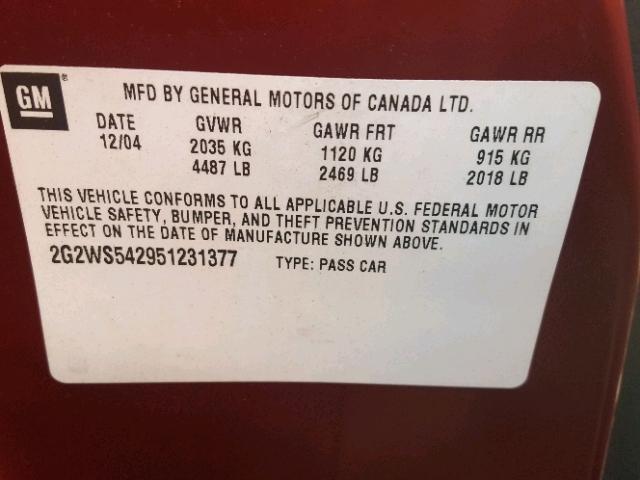 GM ®
MFD BY GENERAL MOTORS OF CANADA LTD.
DATE GVWR GAWR FRT GAWR RR
12/04 2035 KG 1120 KG 915 KG
4487 LB 2469 LB 2018 LB
THIS VEHICLE CONFORMS TO ALL APPLICABLE U.S. FEDERAL MOTOR
VEHICLE SAFETY, BUMPER, AND THEFT PREVENTION STANDARDS IN
EFFECT ON THE DATE OF MANUFACTURE SHOWN ABOVE.
2G2WS542951231377 TYPE: PASS CAR